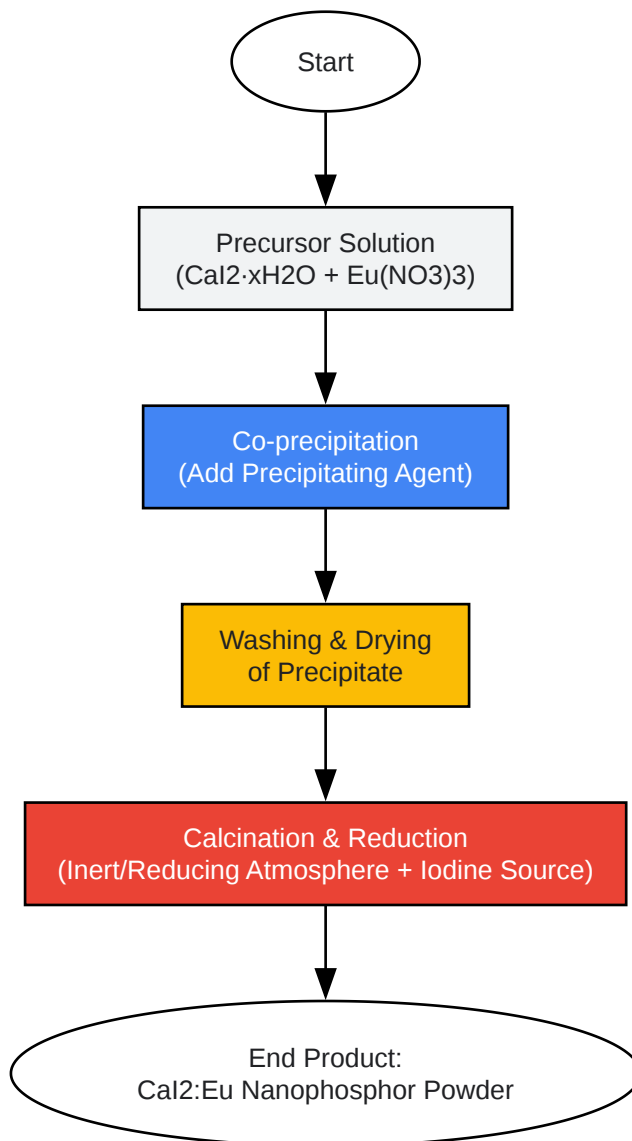 Start
Precursor Solution
(CaI2·xH2O + Eu(NO3)3)
Co-precipitation
(Add Precipitating Agent)
Washing & Drying
of Precipitate
Calcination & Reduction
(Inert/Reducing Atmosphere + Iodine Source)
End Product:
CaI2:Eu Nanophosphor Powder